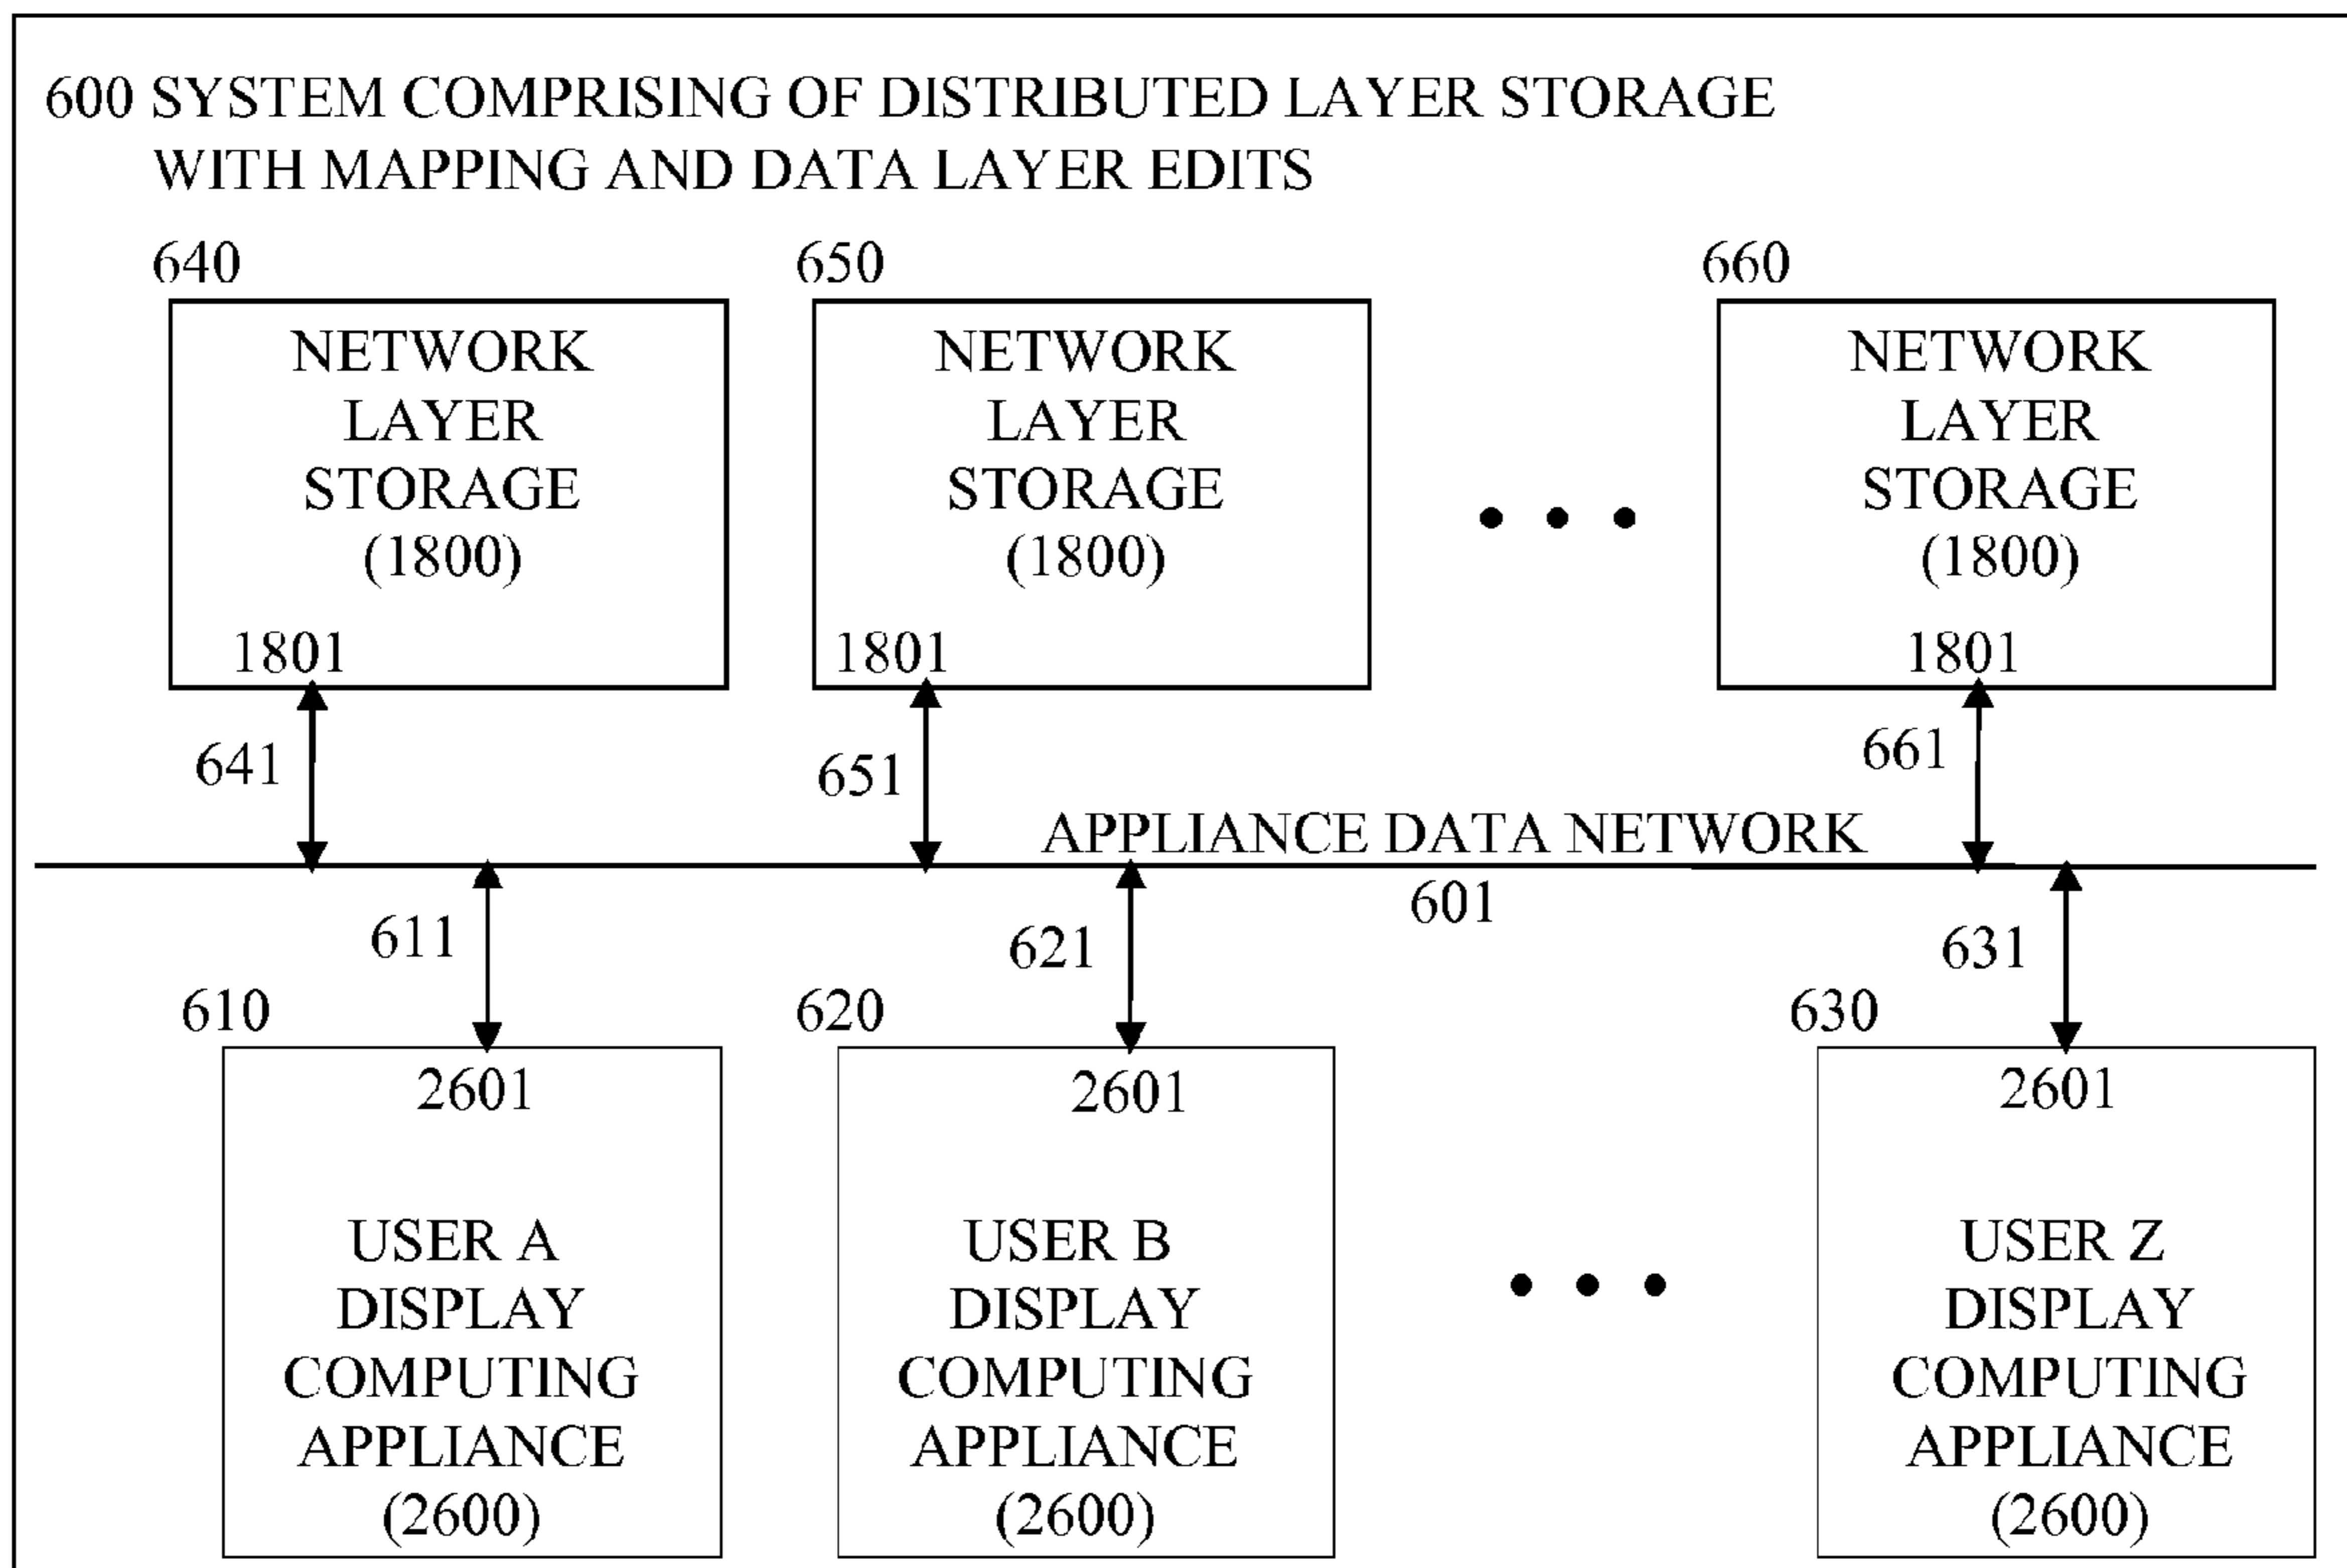 600 SYSTEM COMPRISING OF DISTRIBUTED LAYER STORAGE
WITH MAPPING AND DATA LAYER EDITS
640
650
660
NETWORK
LAYER
STORAGE
(1800)
1801
NETWORK
LAYER
STORAGE
(1800)
1801
NETWORK
LAYER
STORAGE
(1800)
1801
641
651
661
APPLIANCE DATA NETWORK
601
611
621
631
610
620
630
2601
USER A
DISPLAY
COMPUTING
APPLIANCE
(2600)
2601
USER B
DISPLAY
COMPUTING
APPLIANCE
(2600)
2601
USER Z
DISPLAY
COMPUTING
APPLIANCE
(2600)